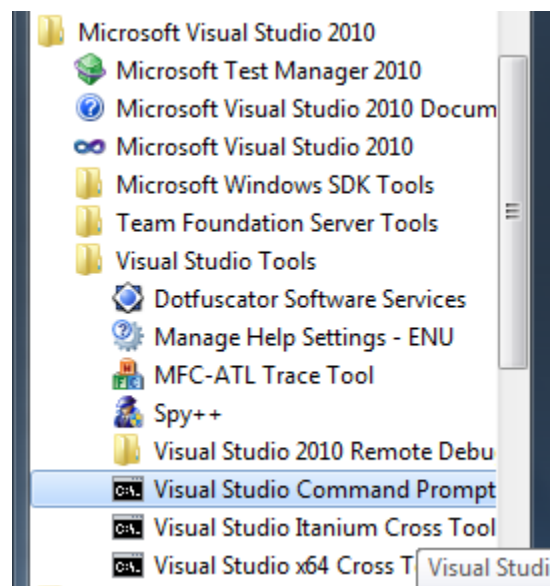 Microsoft Visual Studio 2010
Microsoft Test Manager 2010
Microsoft Visual Studio 2010 Docum
Microsoft Visual Studio 2010
Microsoft Windows SDK Tools
Team Foundation Server Tools
Visual Studio Tools
Dotfuscator Software Services
Manage Help Settings - ENU
MFC-ATL Trace Tool
Spy++
Visual Studio 2010 Remote Debu
Visual Studio Command Prompt
Visual Studio Itanium Cross Tool
Visual Studio x64 Cross T
Visual Studi